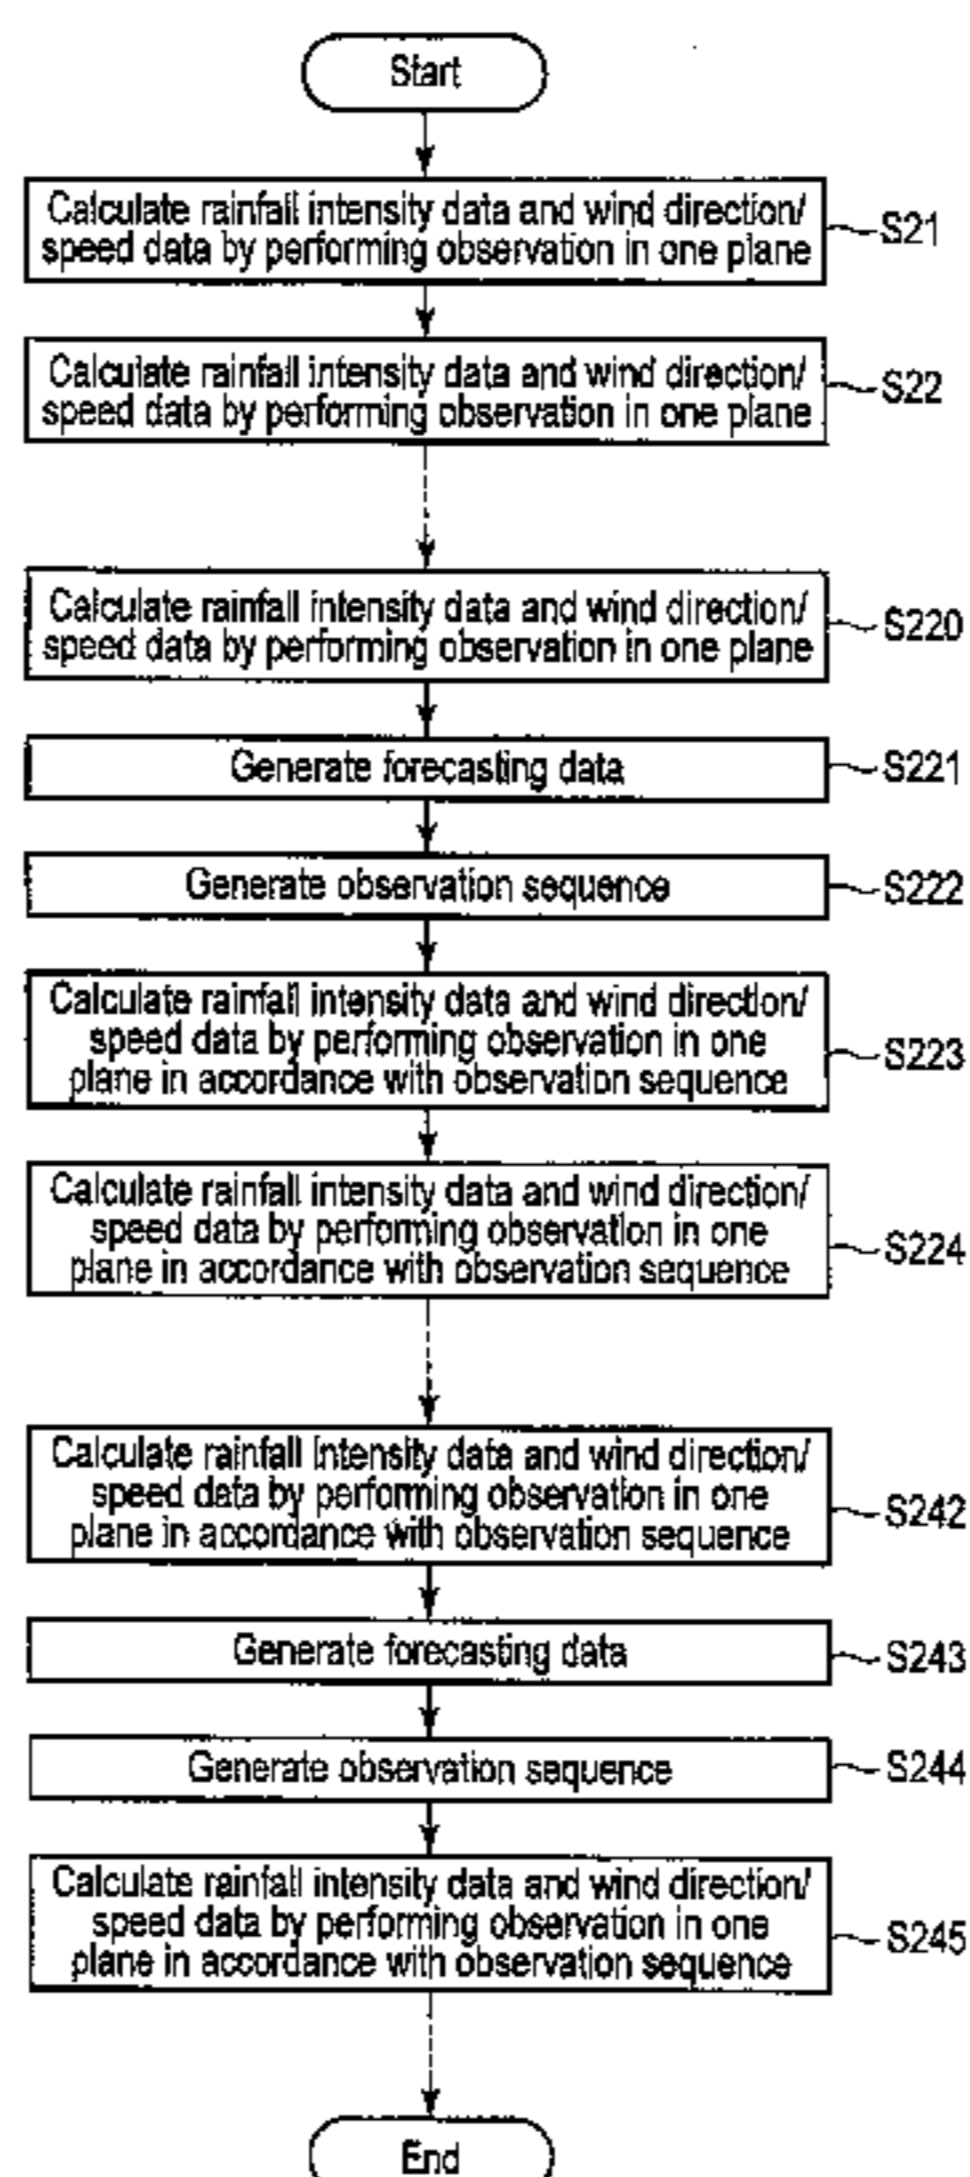 Start
Calculate rainfall intensity data and wind direction/
speed data by performing observation in one plane
S21
Calculate rainfall intensity data and wind direction/
speed data by performing observation in one plane
S22
Calculate rainfall intensity data and wind direction/
speed data by performing observation in one plane
S220
Generate forecasting data
S221
Generate observation sequence
S222
Calculate rainfall intensity data and wind direction/
speed data by performing observation in one
plane in accordance with observation sequence
S223
Calculate rainfall intensity data and wind direction/
speed data by performing observation in one
plane in accordance with observation sequence
S224
Calculate rainfall intensity data and wind direction/
speed data by performing observation in one
plane in accordance with observation sequence
S242
Generate forecasting data
S243
Generate observation sequence
S244
Calculate rainfall intensity data and wind direction/
speed data by performing observation in one
plane in accordance with observation sequence
S245
End